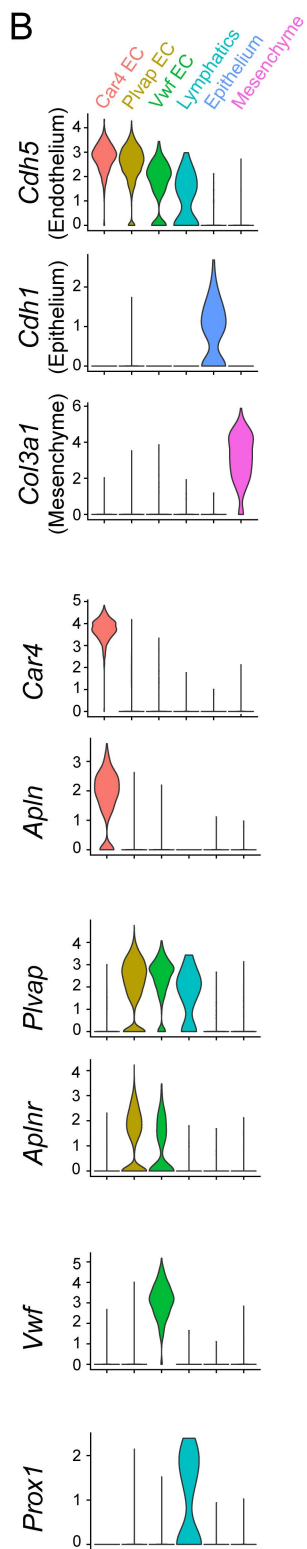 B
Car4 EC
Plvap EC
Vwf EC
Lymphatics
Epithelium
Mesenchyme
Cdh5
(Endothelium)
4
3
2
1
0
Cdh1
(Epithelium)
2
1
0
Col3a1
(Mesenchyme)
6
4
2
0
Car4
5
4
3
2
1
0
Apln
3
2
1
0
Plvap
4
3
2
1
0
Aplnr
4
3
2
1
0
Vwf
5
4
3
2
1
0
Prox1
2
1
0